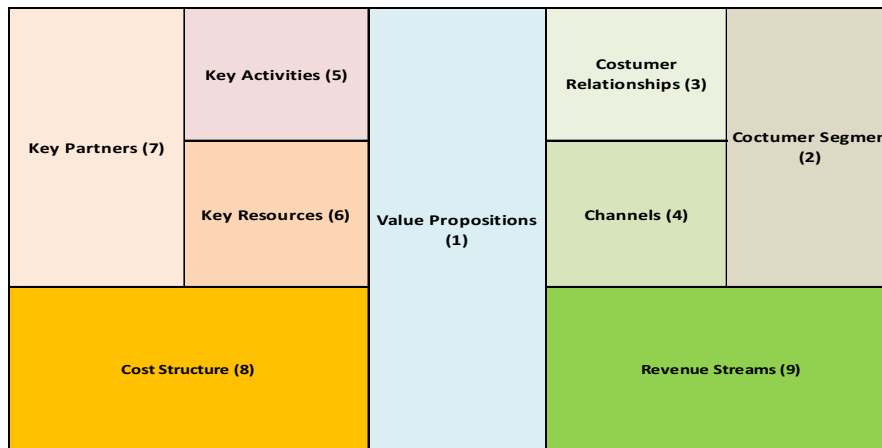 Key Partners (7)
Key Activities (5)
Key Resources (6)
Value Propositions
(1)
Costumer
Relationships (3)
Channels (4)
Coctumer Segmen
(2)
Cost Structure (8)
Revenue Streams (9)